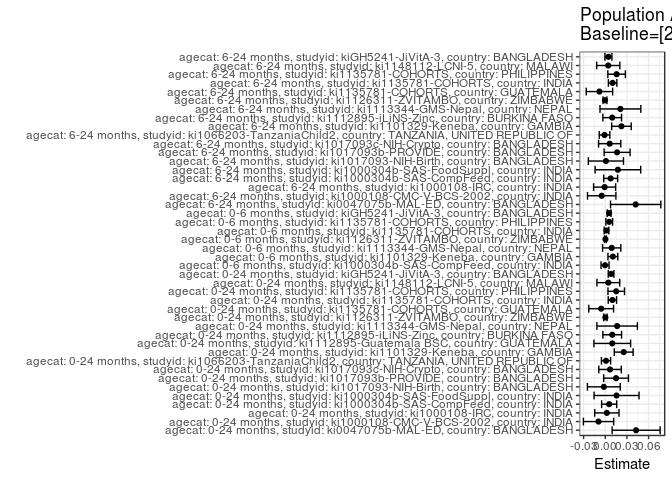 Population
Baseline=[2
agecat: 6-24 months, studyid: kiGH5241-JiVitA-3, country: BANGLADESH
agecat: 6-24 months, studyid: ki1148112-LCNI-5, country: MALAWI
agecat: 6-24 months, studyid: ki1135781-COHORTS, country: PHILIPPINES
agecat: 6-24 months, studyid: ki1135781-COHORTS, country: INDIA
agecat: 6-24 months, studyid: ki1135781-COHORTS, country: GUATEMALA
agecat: 6-24 months, studyid: ki1126311-ZVITAMBO, country: ZIMBABWE
agecat: 6-24 months, studyid: ki1113344-GMS-Nepal, country: NEPAL
agecat: 6-24 months, studyid: ki1112895-iLiNS-Zinc, country: BURKINA FASO
agecat: 6-24 months, studyid: ki1101329-Keneba, country: GAMBIA
agecat: 6-24 months, studyid: ki1066203-TanzaniaChild2, country: TANZANIA, UNITED REPUBLIC OF
agecat: 6-24 months, studyid: ki1017093c-NIH-Crypto, country: BANGLADESH
agecat: 6-24 months, studyid: ki1017093b-PROVIDE, country: BANGLADESH
agecat: 6-24 months, studyid: ki1017093-NIH-Birth, country: BANGLADESH
agecat: 6-24 months, studyid: ki1000304b-SAS-FoodSuppl, country: INDIA
agecat: 6-24 months, studyid: ki1000304b-SAS-CompFeed, country: INDIA
agecat: 6-24 months, studyid: ki1000108-IRC, country: INDIA
agecat: 6-24 months, studyid: ki1000108-CMC-V-BCS-2002, country: INDIA
agecat: 6-24 months, studyid: ki0047075b-MAL-ED, country: BANGLADESH
agecat: 0-6 months, studyid: kiGH5241-JiVitA-3, country: BANGLADESH
agecat: 0-6 months, studyid: ki1135781-COHORTS, country: PHILIPPINES
agecat: 0-6 months, studyid: ki1135781-COHORTS, country: INDIA
agecat: 0-6 months, studyid: ki1126311-ZVITAMBO, country: ZIMBABWE
agecat: 0-6 months, studyid: ki1113344-GMS-Nepal, country: NEPAL
agecat: 0-6 months, studyid: ki1101329-Keneba, country: GAMBIA
agecat: 0-6 months, studyid: ki1000304b-SAS-CompFeed, country: INDIA
agecat: 0-24 months, studyid: kiGH5241-JiVitA-3, country: BANGLADESH
agecat: 0-24 months, studyid: ki1148112-LCNI-5, country: MALAWI
agecat: 0-24 months, studyid: ki1135781-COHORTS, country: PHILIPPINES
agecat: 0-24 months, studyid: ki1135781-COHORTS, country: INDIA
agecat: 0-24 months, studyid: ki1135781-COHORTS, country: GUATEMALA
agecat: 0-24 months, studyid: ki1126311-ZVITAMBO, country: ZIMBABWE
agecat: 0-24 months, studyid: ki1113344-GMS-Nepal, country: NEPAL
agecat: 0-24 months, studyid: ki1112895-iLiNS-Zinc, country: BURKINA FASO
agecat: 0-24 months, studyid: ki1112895-Guatemala BSC, country: GUATEMALA
agecat: 0-24 months, studyid: ki1101329-Keneba, country: GAMBIA
agecat: 0-24 months, studyid: ki1066203-TanzaniaChild2, country: TANZANIA, UNITED REPUBLIC OF
agecat: 0-24 months, studyid: ki1017093c-NIH-Crypto, country: BANGLADESH
agecat: 0-24 months, studyid: ki1017093b-PROVIDE, country: BANGLADESH
agecat: 0-24 months, studyid: ki1017093-NIH-Birth, country: BANGLADESH
agecat: 0-24 months, studyid: ki1000304b-SAS-FoodSuppl, country: INDIA
agecat: 0-24 months, studyid: ki1000304b-SAS-CompFeed, country: INDIA
agecat: 0-24 months, studyid: ki1000108-IRC, country: INDIA
agecat: 0-24 months, studyid: ki1000108-CMC-V-BCS-2002, country: INDIA
agecat: 0-24 months, studyid: ki0047075b-MAL-ED, country: BANGLADESH
-0.03 0.00 0.03 0.06
Estimate